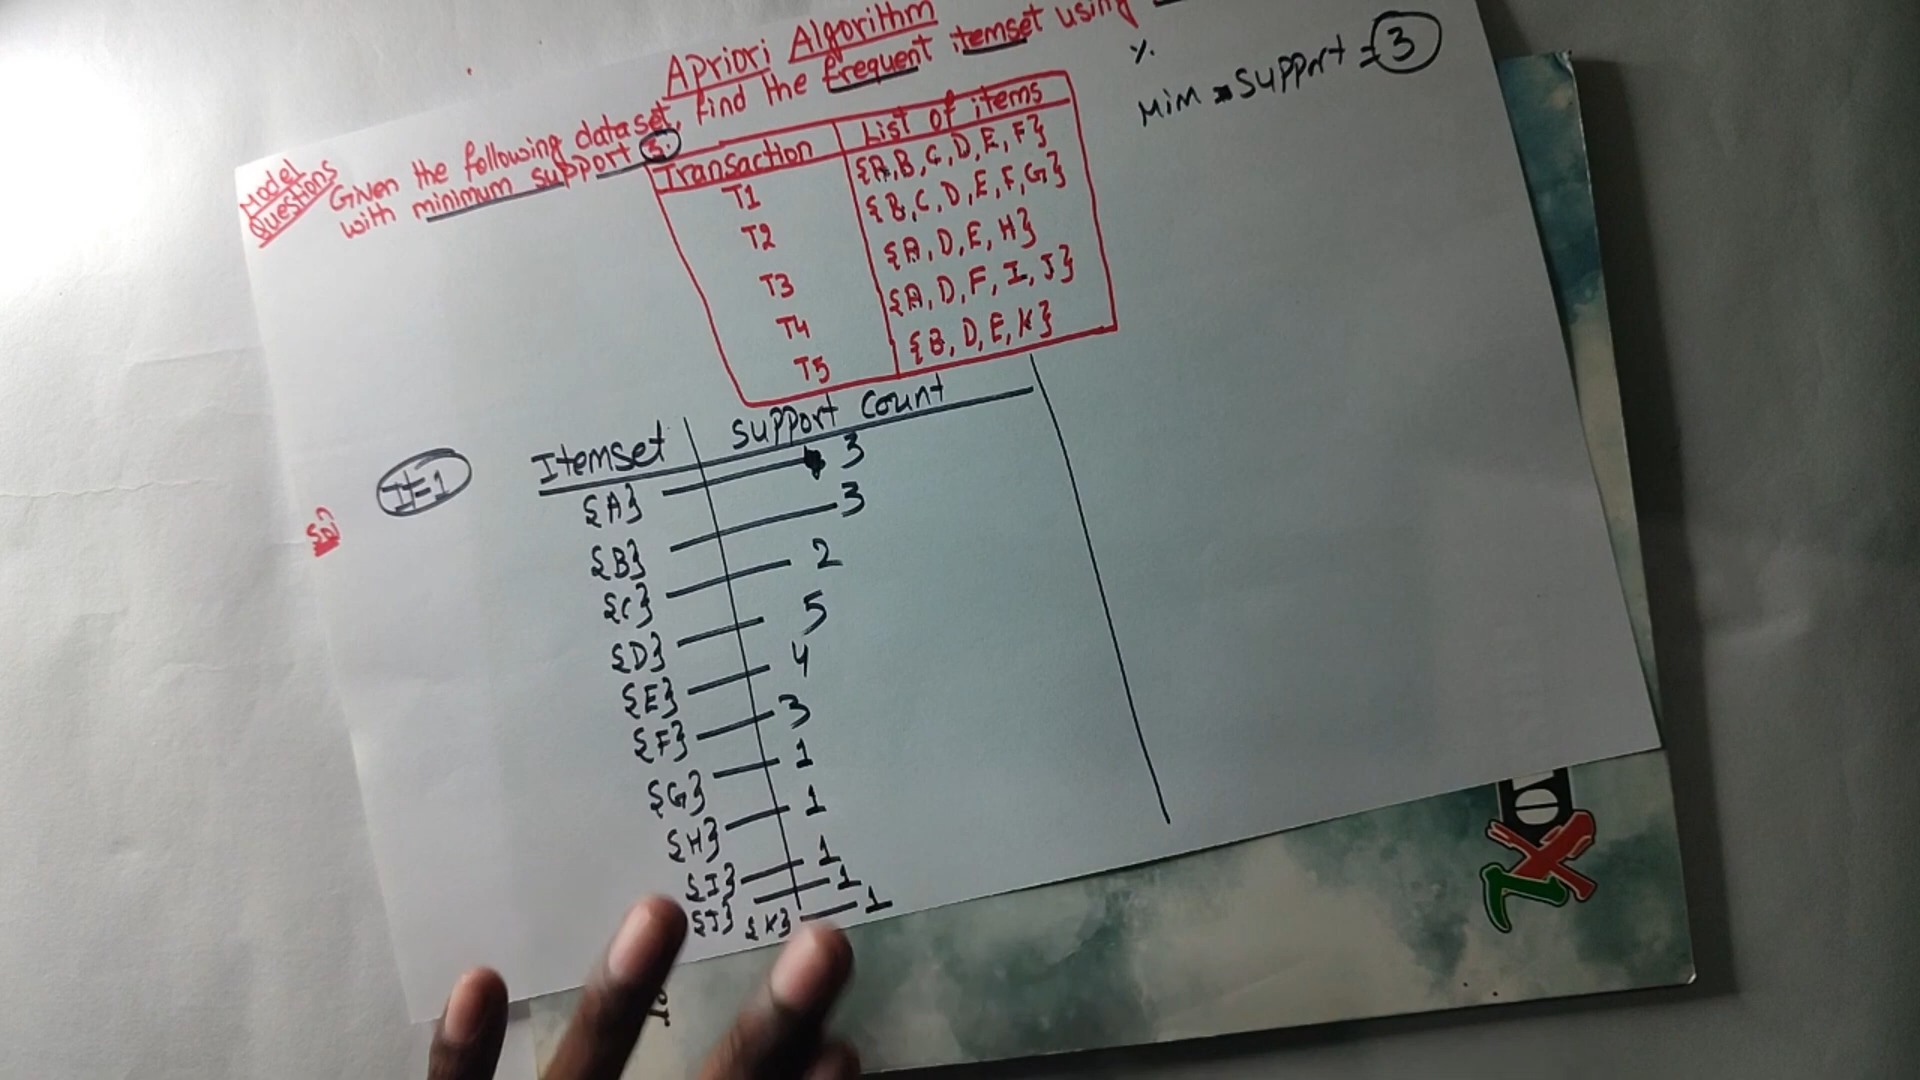 Apriori Algorithm
Model Questions
Given the following dataset, find the frequent itemset using
with minimum support 3.
%.
Min support = 3
Transaction List of items
T1 {A,B,C,D,E,F}
T2 {B,C,D,E,F,G}
T3 {A,D,E,H}
T4 {A,D,F,I,J}
T5 {B,D,E,K}
Itemset Support Count
I=1
{A} 3
{B} 3
{C} 2
{D} 5
{E} 4
{F} 3
{G} 1
{H} 1
{I} 1
{J} 1
{K} 1